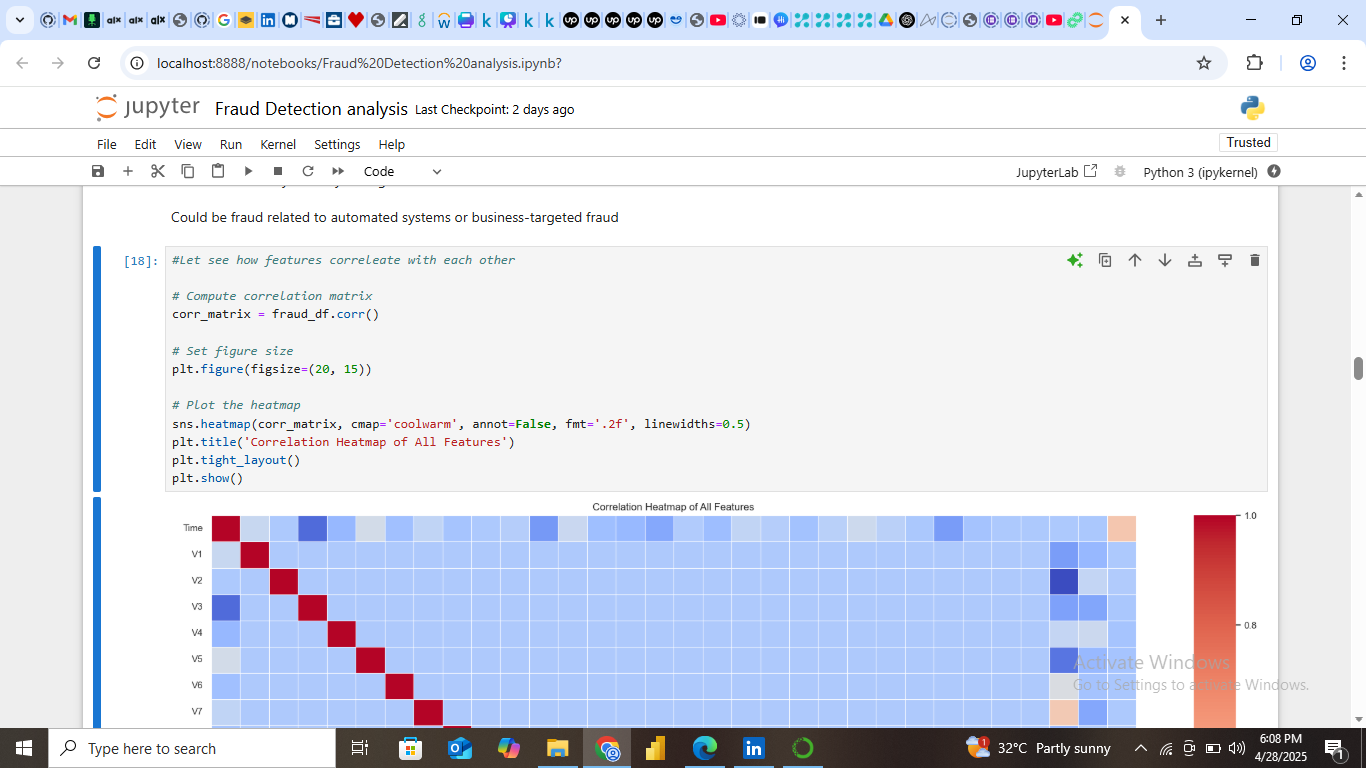 localhost:8888/notebooks/Fraud%20Detection%20analysis.ipynb?
jupyter Fraud Detection analysis Last Checkpoint: 2 days ago
File Edit View Run Kernel Settings Help
Trusted
Code
JupyterLab
Python 3 (ipykernel)
Could be fraud related to automated systems or business-targeted fraud
[18]:
#Let see how features correleate with each other
# Compute correlation matrix
corr_matrix = fraud_df.corr()
# Set figure size
plt.figure(figsize=(20, 15))
# Plot the heatmap
sns.heatmap(corr_matrix, cmap='coolwarm', annot=False, fmt='.2f', linewidths=0.5)
plt.title('Correlation Heatmap of All Features')
plt.tight_layout()
plt.show()
Correlation Heatmap of All Features
Time
V1
V2
V3
V4
V5
V6
V7
1.0
0.8
Activate Windows
Go to Settings to activate Windows.
Type here to search
1
32°C Partly sunny
6:08 PM
4/28/2025
1